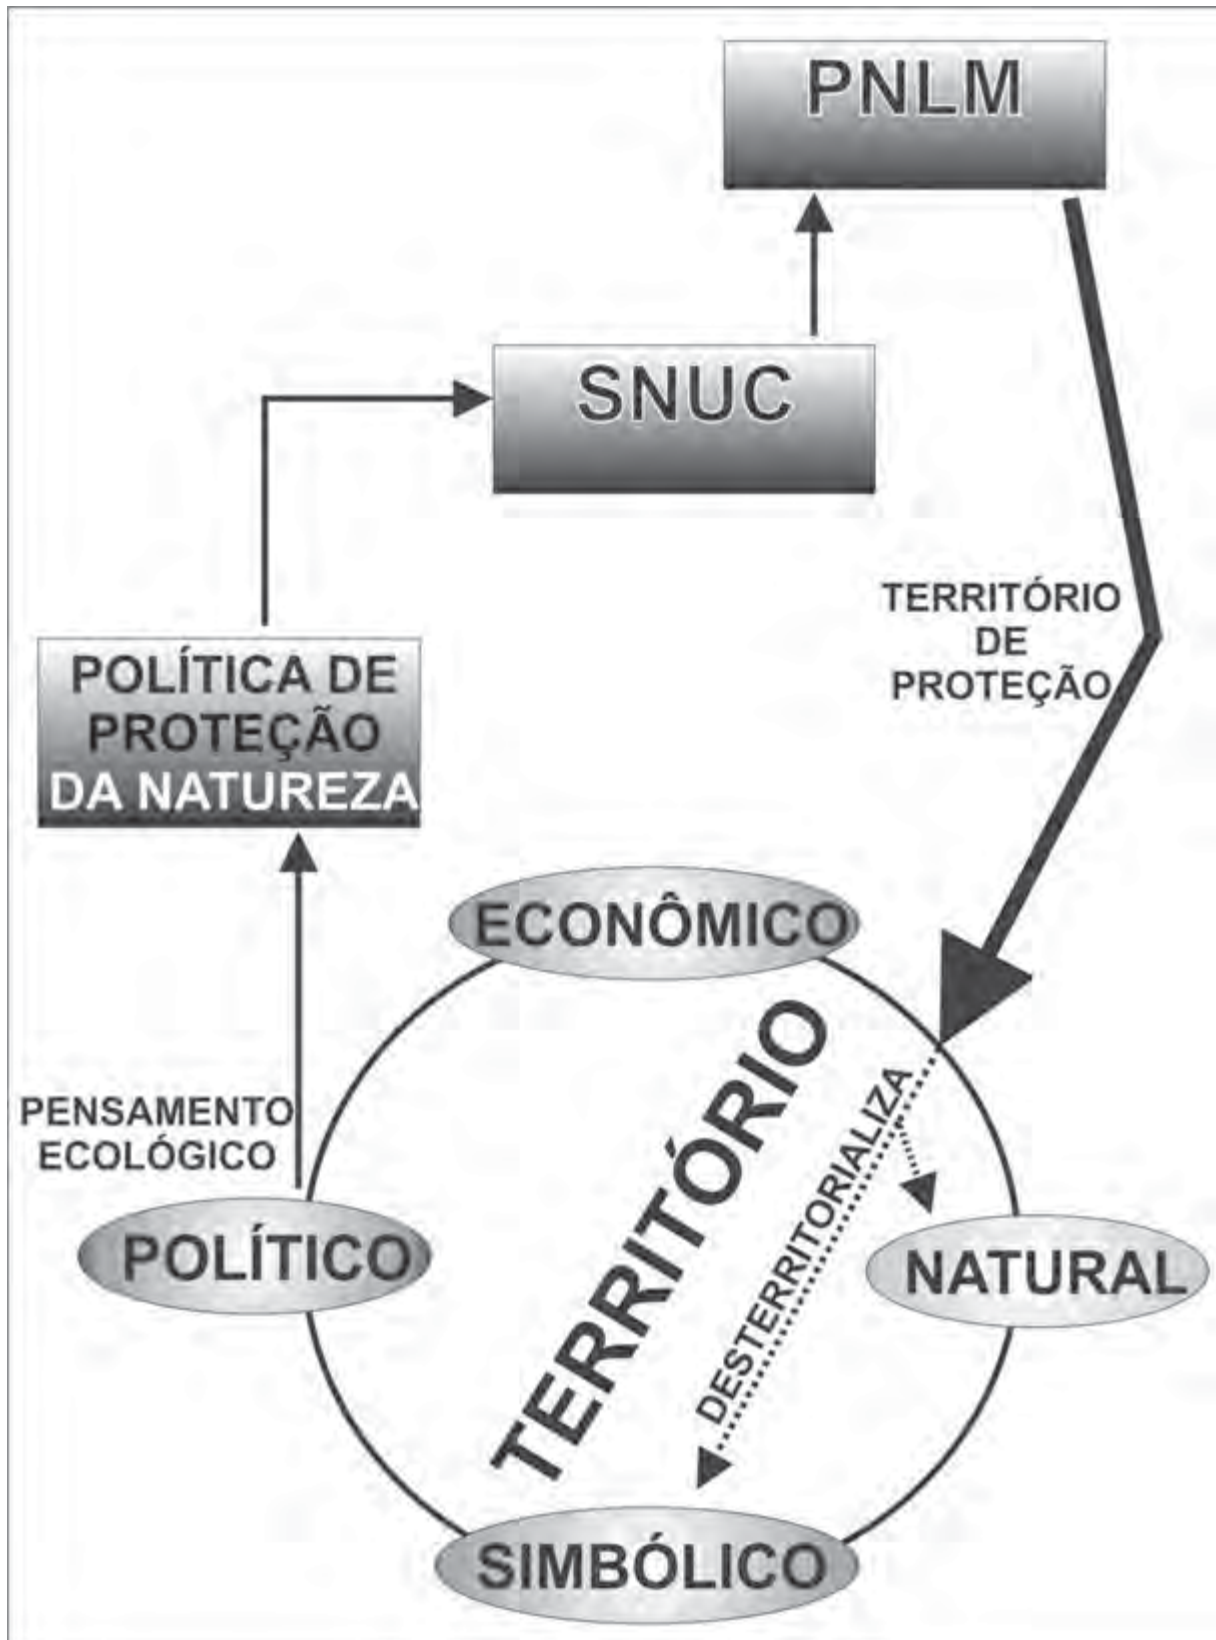 PNLM
SNUC
TERRITÓRIO
DE
PROTEÇÃO
POLÍTICA DE
PROTEÇÃO
DA NATUREZA
ECONÔMICO
PENSAMENTO
ECOLÓGICO
TERRITÓRIO
DESTERRITORIALIZA
POLÍTICO
NATURAL
SIMBÓLICO